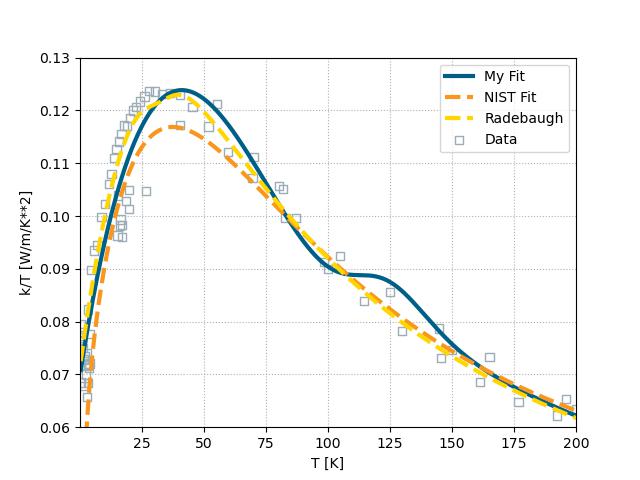 0.13
0.12
0.11
0.10
0.09
0.08
0.07
0.06
k/T [W/m/K**2]
25 50 75 100 125 150 175 200
T [K]
My Fit
NIST Fit
Radebaugh
Data